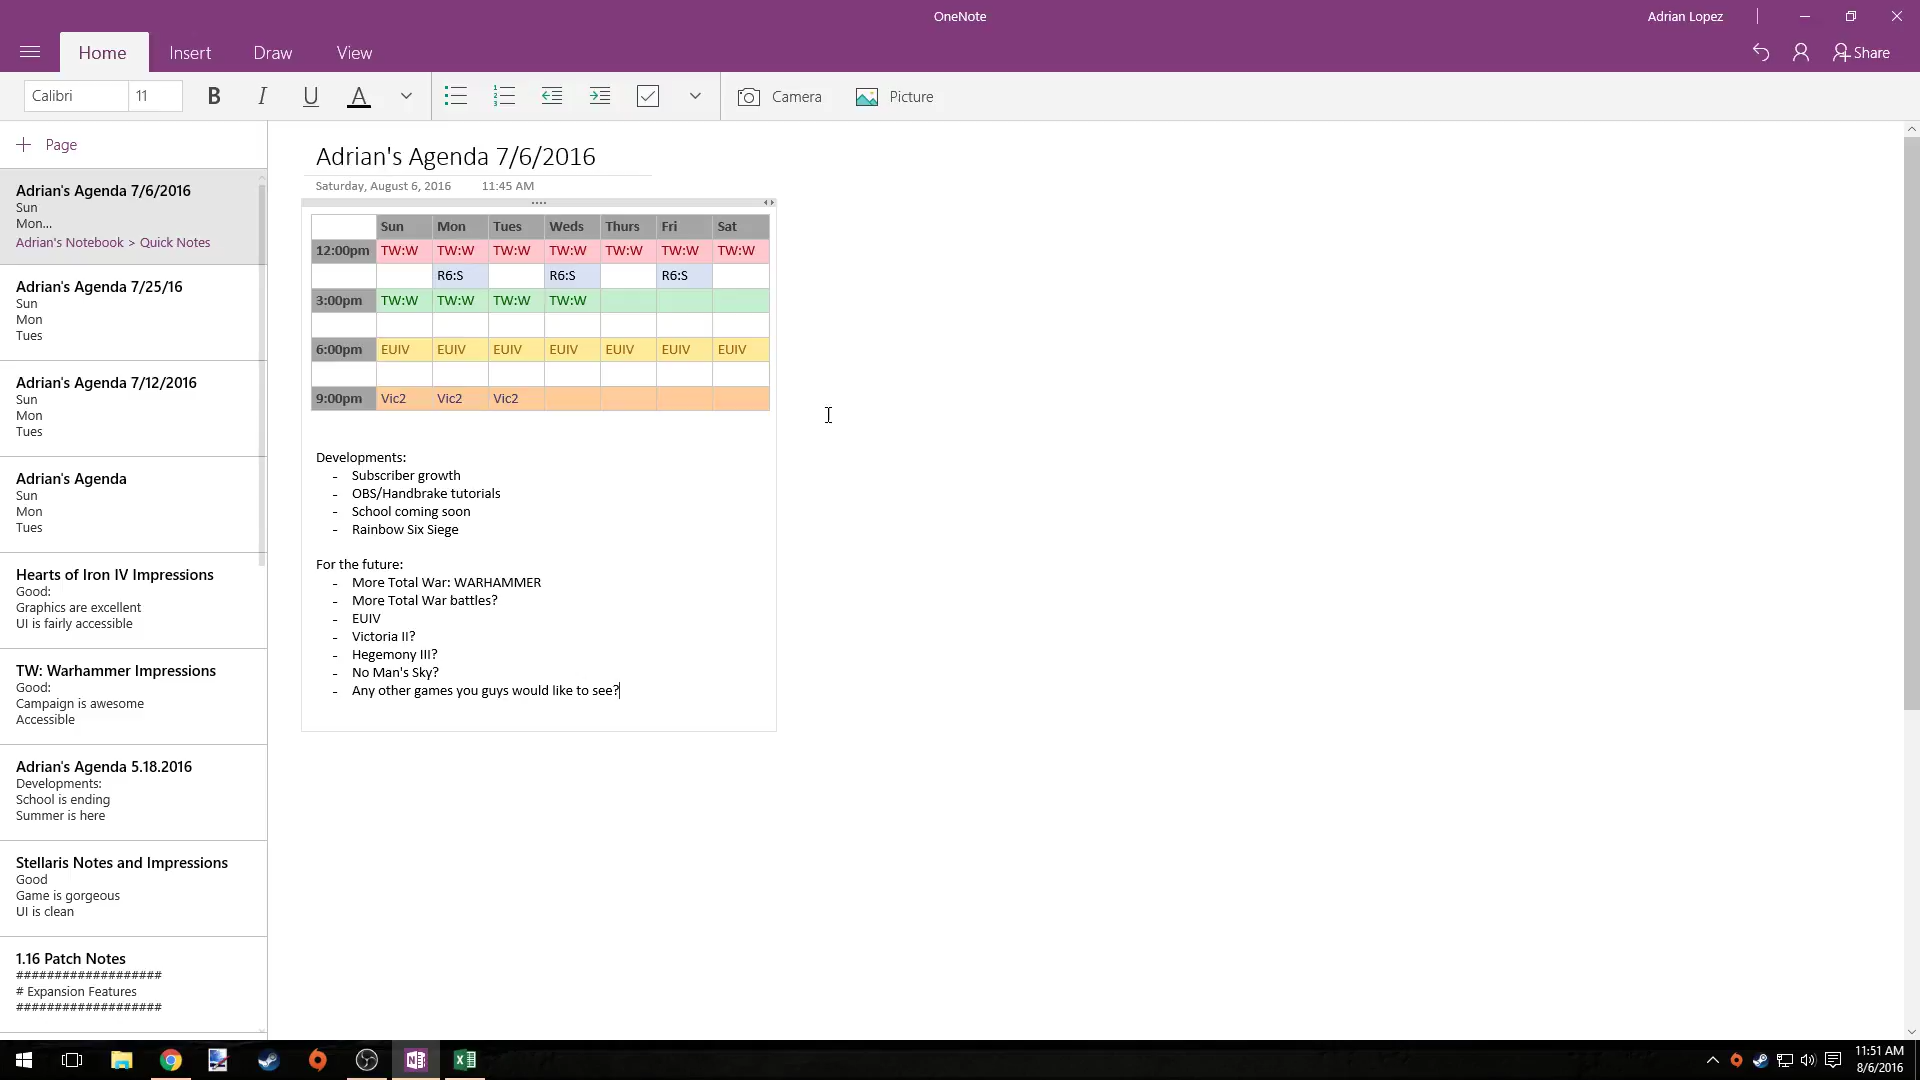 OneNote
Adrian Lopez
Home Insert Draw View
Share
Calibri 11 B I U A
Camera Picture
Page
Adrian's Agenda 7/6/2016
Sun
Mon...
Adrian's Notebook > Quick Notes
Adrian's Agenda 7/25/16
Sun
Mon
Tues
Adrian's Agenda 7/12/2016
Sun
Mon
Tues
Adrian's Agenda
Sun
Mon
Tues
Hearts of Iron IV Impressions
Good:
Graphics are excellent
UI is fairly accessible
TW: Warhammer Impressions
Good:
Campaign is awesome
Accessible
Adrian's Agenda 5.18.2016
Developments:
School is ending
Summer is here
Stellaris Notes and Impressions
Good
Game is gorgeous
UI is clean
1.16 Patch Notes
###################
# Expansion Features
###################
Adrian's Agenda 7/6/2016
Saturday, August 6, 2016 11:45 AM
Sun Mon Tues Weds Thurs Fri Sat
12:00pm TW:W TW:W TW:W TW:W TW:W TW:W TW:W
R6:S R6:S R6:S
3:00pm TW:W TW:W TW:W TW:W
6:00pm EUIV EUIV EUIV EUIV EUIV EUIV EUIV
9:00pm Vic2 Vic2 Vic2
Developments:
- Subscriber growth
- OBS/Handbrake tutorials
- School coming soon
- Rainbow Six Siege
For the future:
- More Total War: WARHAMMER
- More Total War battles?
- EUIV
- Victoria II?
- Hegemony III?
- No Man's Sky?
- Any other games you guys would like to see?
11:51 AM
8/6/2016